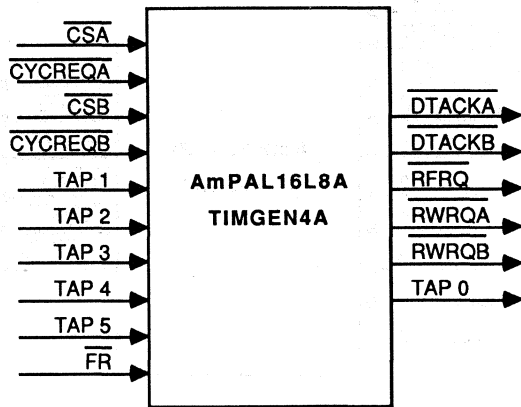 CSA
CYCREQA
CSB
CYCREQB
TAP 1
TAP 2
TAP 3
TAP 4
TAP 5
FR
AmPAL16L8A
TIMGEN4A
DTACKA
DTACKB
RFRQ
RWRQA
RWRQB
TAP 0